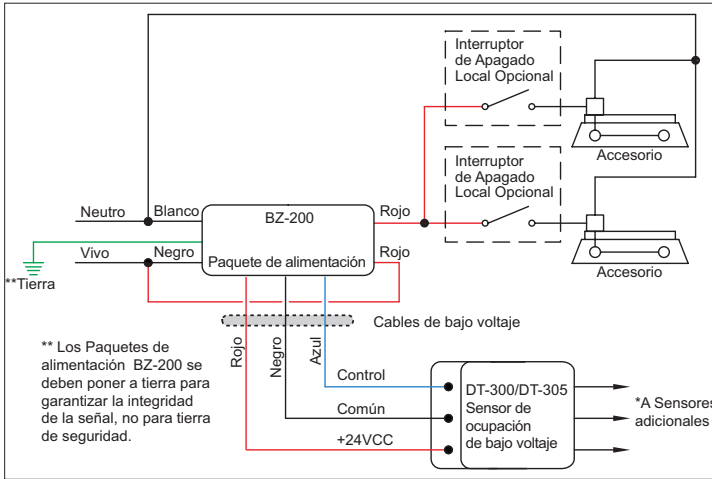 Interruptor
de Apagado
Local Opcional
Accesorio
Interruptor
de Apagado
Local Opcional
Accesorio
Neutro
Blanco
BZ-200
Rojo
Vivo
Negro
Paquete de alimentación
Rojo
**Tierra
Cables de bajo voltaje
Rojo
Negro
Azul
** Los Paquetes de
alimentación BZ-200 se
deben poner a tierra para
garantizar la integridad
de la señal, no para tierra
de seguridad.
Control
Común
+24VCC
DT-300/DT-305
Sensor de
ocupación
de bajo voltaje
*A Sensores
adicionales